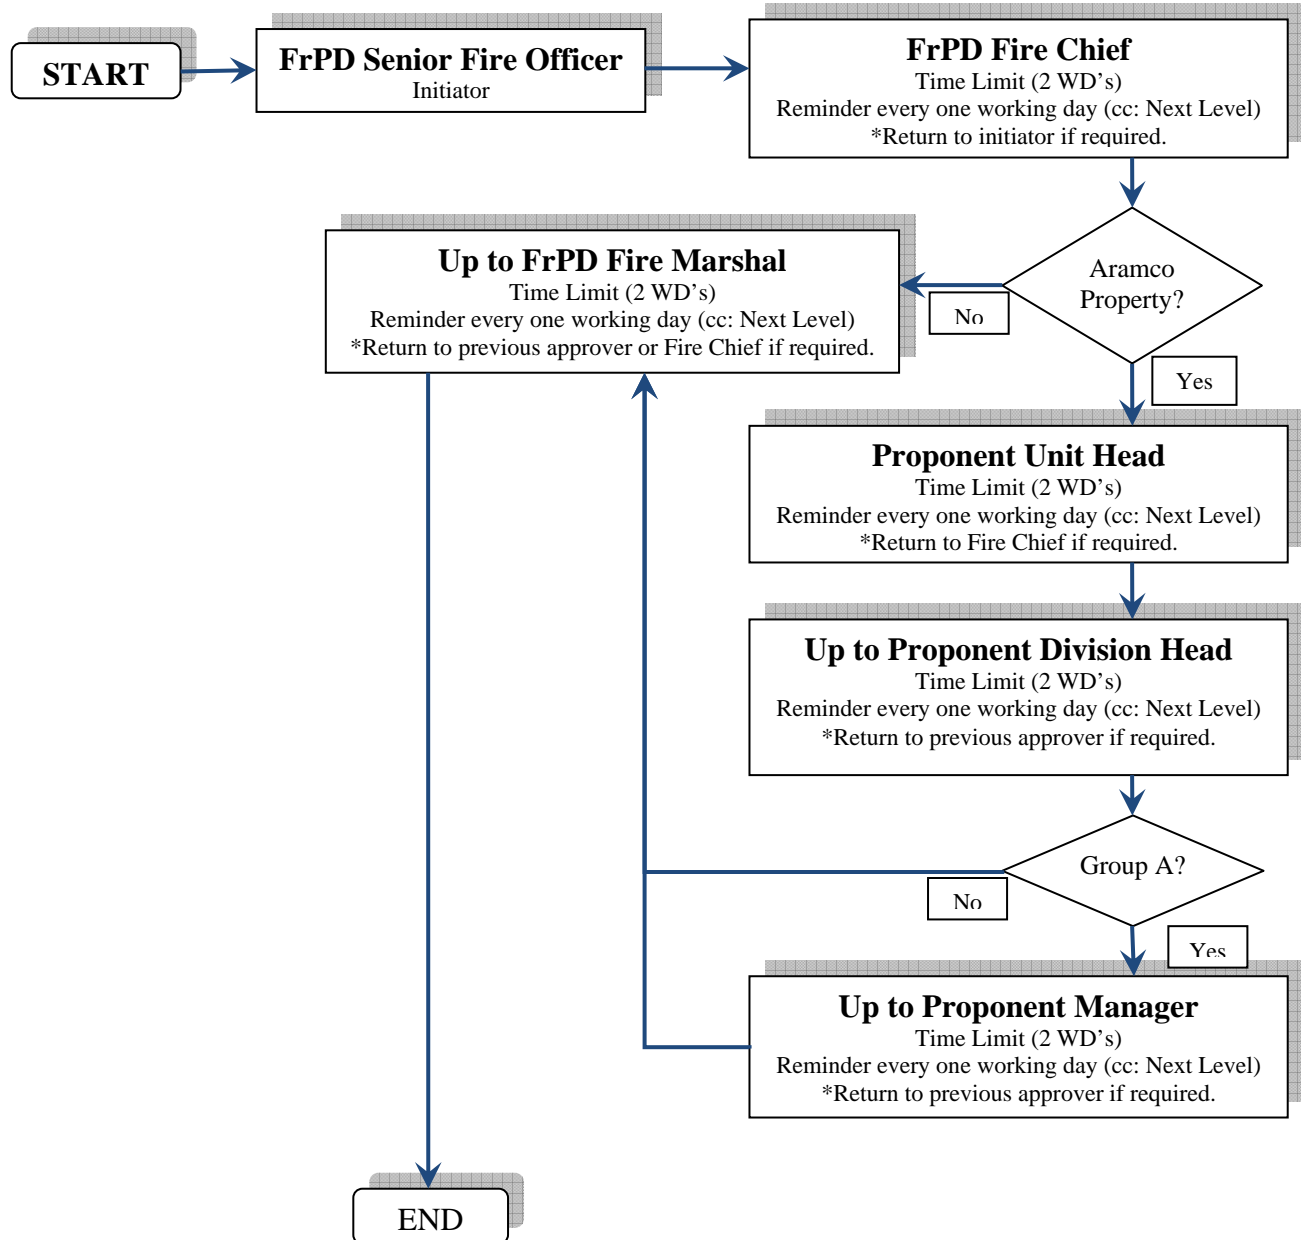 START
FrPD Senior Fire Officer
Initiator
FrPD Fire Chief
Time Limit (2 WD’s)
Reminder every one working day (cc: Next Level)
*Return to initiator if required.
Aramco
Property?
No
Yes
Up to FrPD Fire Marshal
Time Limit (2 WD’s)
Reminder every one working day (cc: Next Level)
*Return to previous approver or Fire Chief if required.
Proponent Unit Head
Time Limit (2 WD’s)
Reminder every one working day (cc: Next Level)
*Return to Fire Chief if required.
Up to Proponent Division Head
Time Limit (2 WD’s)
Reminder every one working day (cc: Next Level)
*Return to previous approver if required.
Group A?
No
Yes
Up to Proponent Manager
Time Limit (2 WD’s)
Reminder every one working day (cc: Next Level)
*Return to previous approver if required.
END